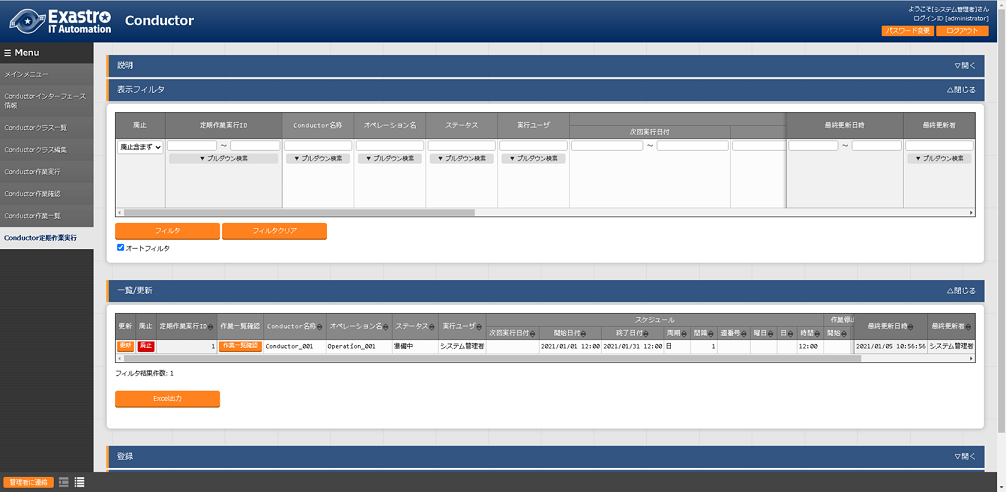 Exastro
IT Automation
Conductor
ようこそ[システム管理者]さん
ログインID [administrator]
パスワード変更
ログアウト
☰ Menu
メインメニュー
Conductorインターフェース
情報
Conductorクラス一覧
Conductorクラス編集
Conductor作業実行
Conductor作業確認
Conductor作業一覧
Conductor定期作業実行
説明
▽開く
表示フィルタ
△閉じる
廃止 定期作業実行ID Conductor名称 オペレーション名 ステータス 実行ユーザ 次回実行日付 最終更新日時 最終更新者
廃止含まず ～ ～ ～
▼ プルダウン検索 ▼ プルダウン検索 ▼ プルダウン検索 ▼ プルダウン検索 ▼ プルダウン検索 ▼ プルダウン検索
フィルタ フィルタクリア
オートフィルタ
一覧/更新
△閉じる
スケジュール 作業停止
更新 廃止 定期作業実行ID 作業一覧確認 Conductor名称 オペレーション名 ステータス 実行ユーザ 次回実行日付 開始日付 終了日付 周期 間隔 週番号 曜日 日 時間 開始 最終更新日時 最終更新者
更新 廃止 1 作業一覧確認 Conductor_001 Operation_001 準備中 システム管理者 2021/01/01 12:00 2021/01/31 12:00 日 1 12:00 2021/01/05 10:56:56 システム管理者
フィルタ結果件数: 1
Excel出力
登録
▽開く
管理者に連絡